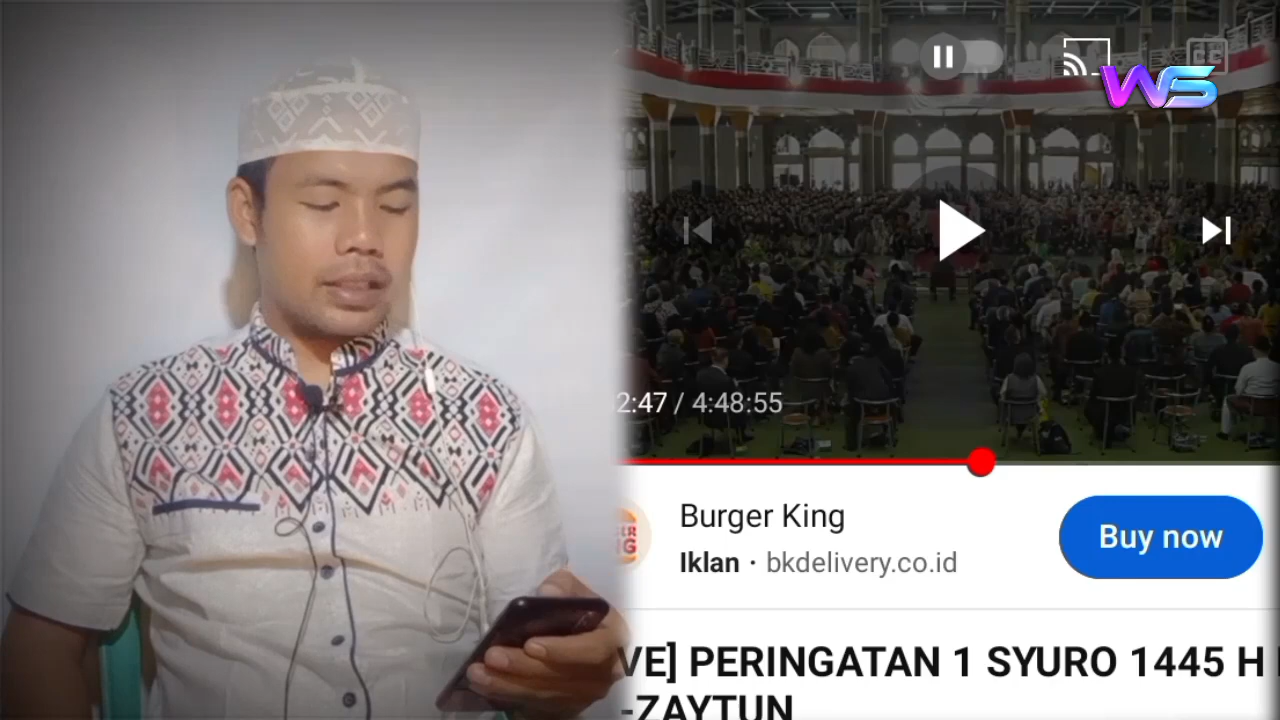 WS
CC
2:47 / 4:48:55
Burger King
Iklan · bkdelivery.co.id
Buy now
VE] PERINGATAN 1 SYURO 1445 H
-ZAYTUN